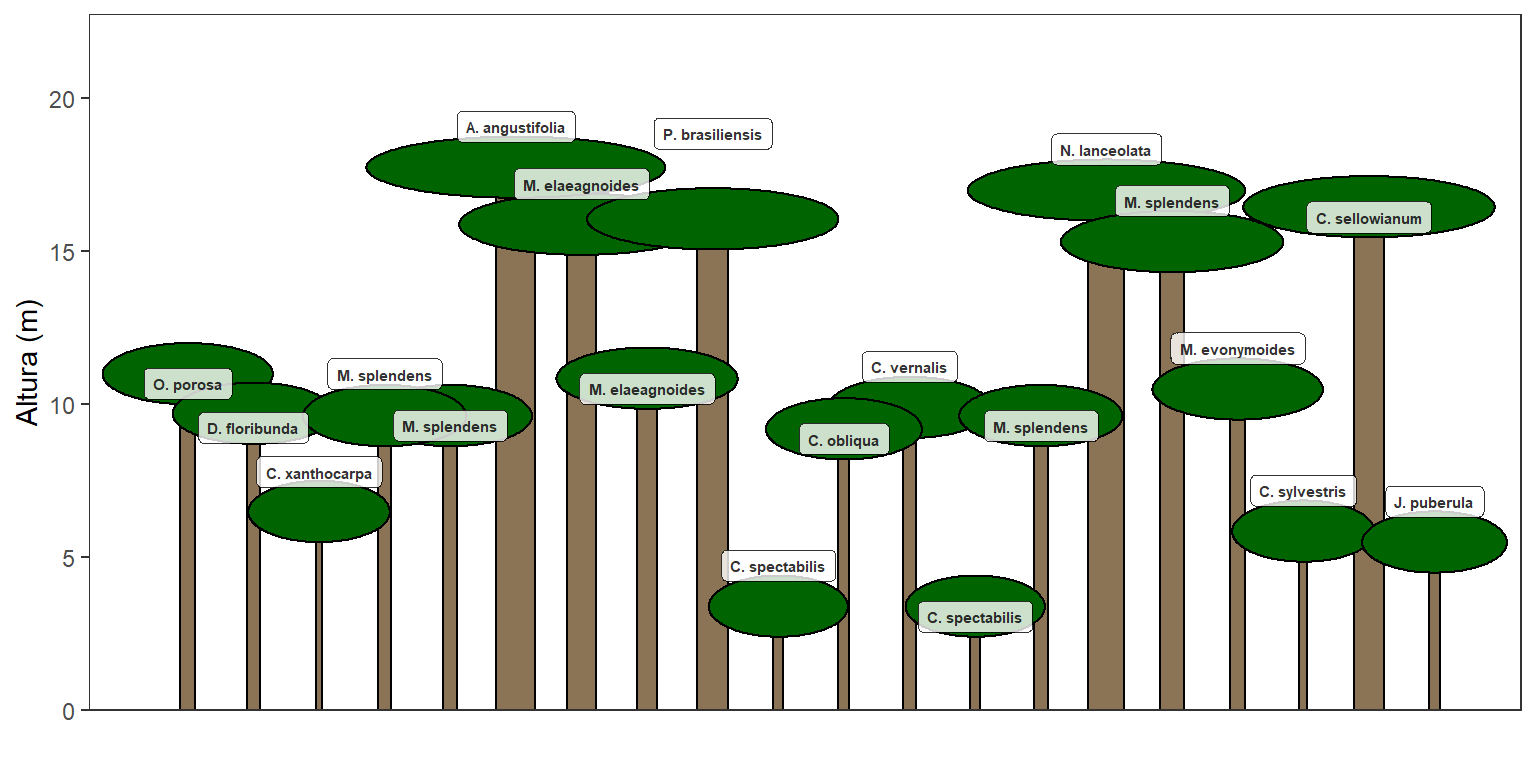 Altura (m)
20
15
10
5
0
A. angustifolia
P. brasiliensis
M. elaeagnoides
N. lanceolata
M. splendens
C. sellowianum
O. porosa
D. floribunda
C. xanthocarpa
M. splendens
M. splendens
M. elaeagnoides
C. vernalis
C. obliqua
M. splendens
M. evonymoides
C. spectabilis
C. spectabilis
C. sylvestris
J. puberula